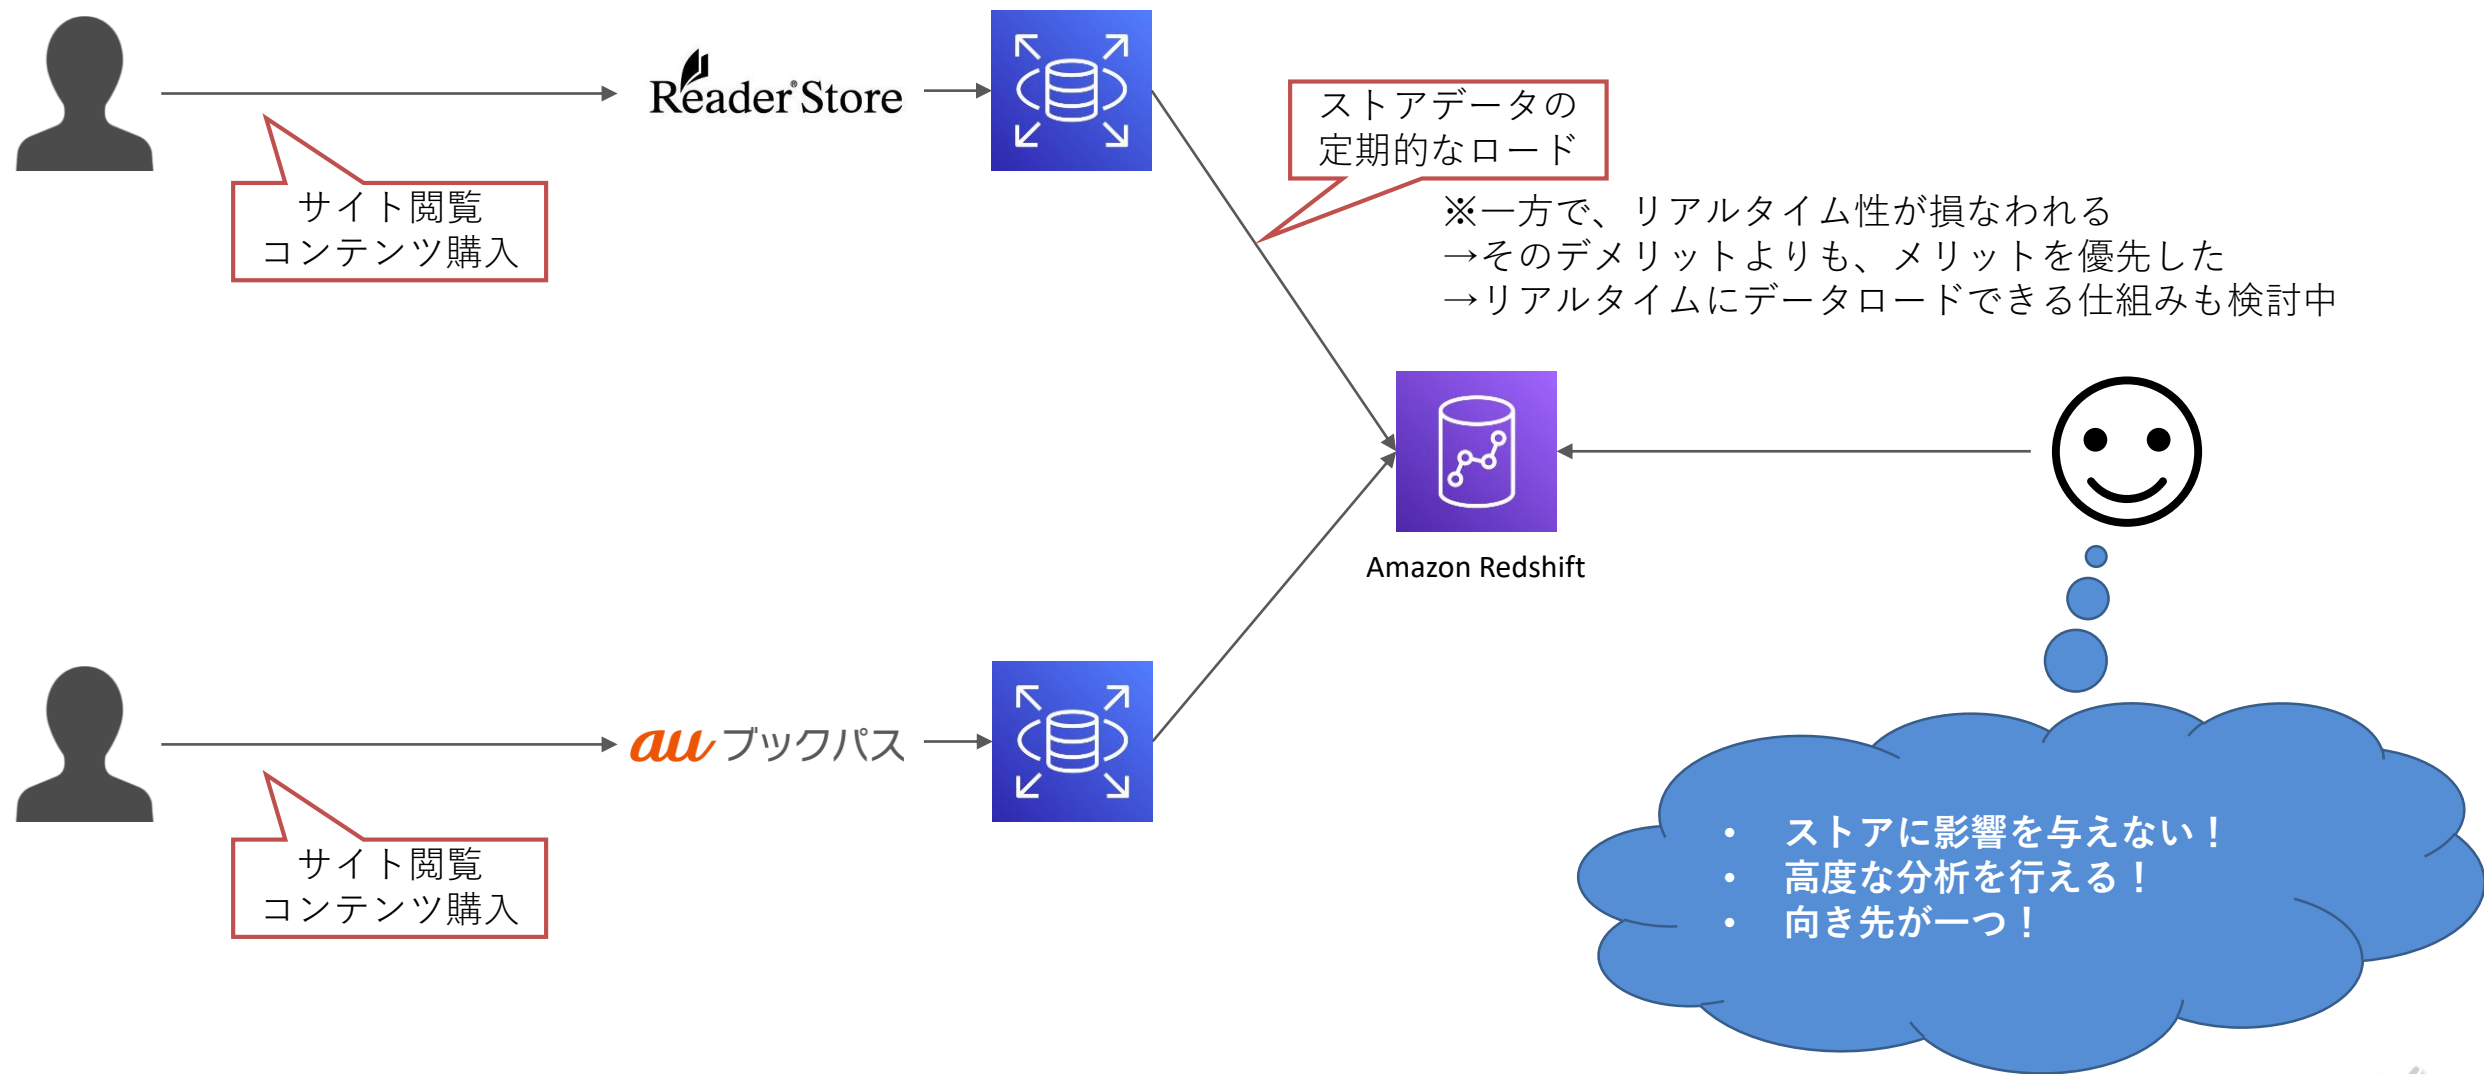 Reader® Store
サイト閲覧
コンテンツ購入
ストアデータの
定期的なロード
※一方で、リアルタイム性が損なわれる
→そのデメリットよりも、メリットを優先した
→リアルタイムにデータロードできる仕組みも検討中
Amazon Redshift
au ブックパス
サイト閲覧
コンテンツ購入
• ストアに影響を与えない！
• 高度な分析を行える！
• 向き先が一つ！